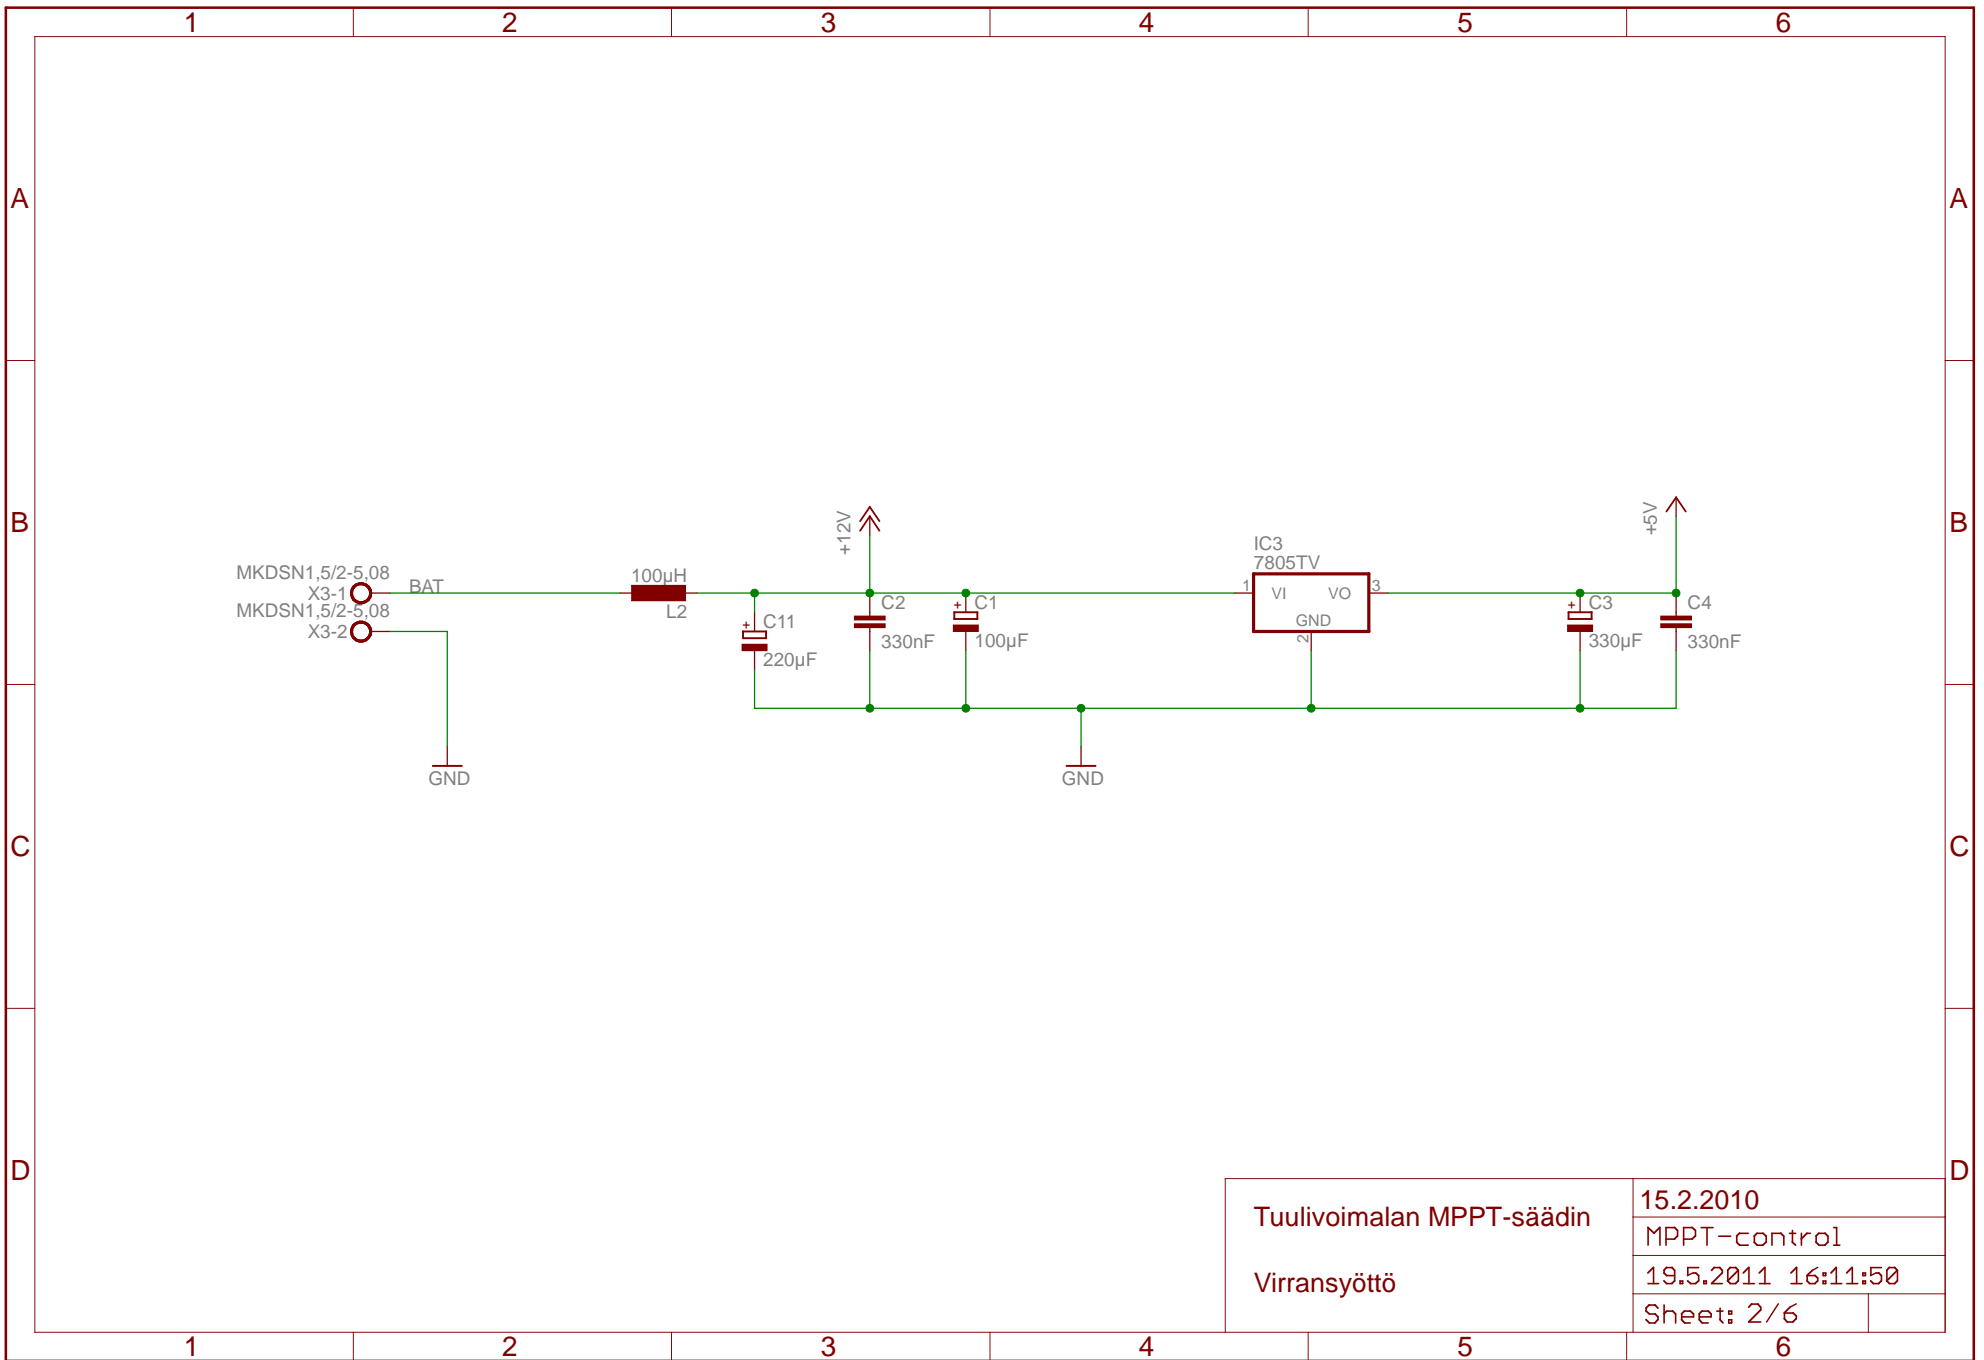 1 2 3 4 5 6
A A
B B
C C
D D
MKDSN1,5/2-5,08
X3-1
BAT
MKDSN1,5/2-5,08
X3-2
GND
100µH
L2
+12V
C11
220µF
C2
330nF
C1
100µF
GND
IC3
7805TV
1 VI VO 3
GND
2
+5V
C3
330µF
C4
330nF
Tuulivoimalan MPPT-säädin
Virransyöttö
15.2.2010
MPPT-control
19.5.2011 16:11:50
Sheet: 2/6
1 2 3 4 5 6